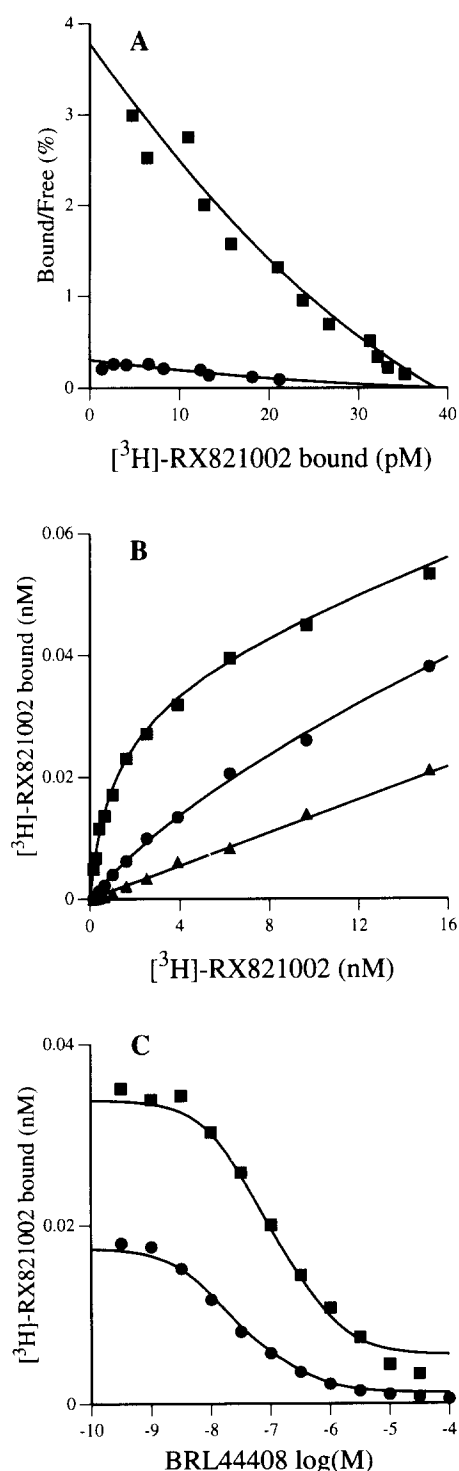 A
4
3
2
1
0
Bound/Free (%)
0 10 20 30 40
[³H]-RX821002 bound (pM)
B
0.06
0.04
0.02
0
[³H]-RX821002 bound (nM)
0 4 8 12 16
[³H]-RX821002 (nM)
C
0.04
0.02
0
[³H]-RX821002 bound (nM)
-10 -9 -8 -7 -6 -5 -4
BRL44408 log(M)